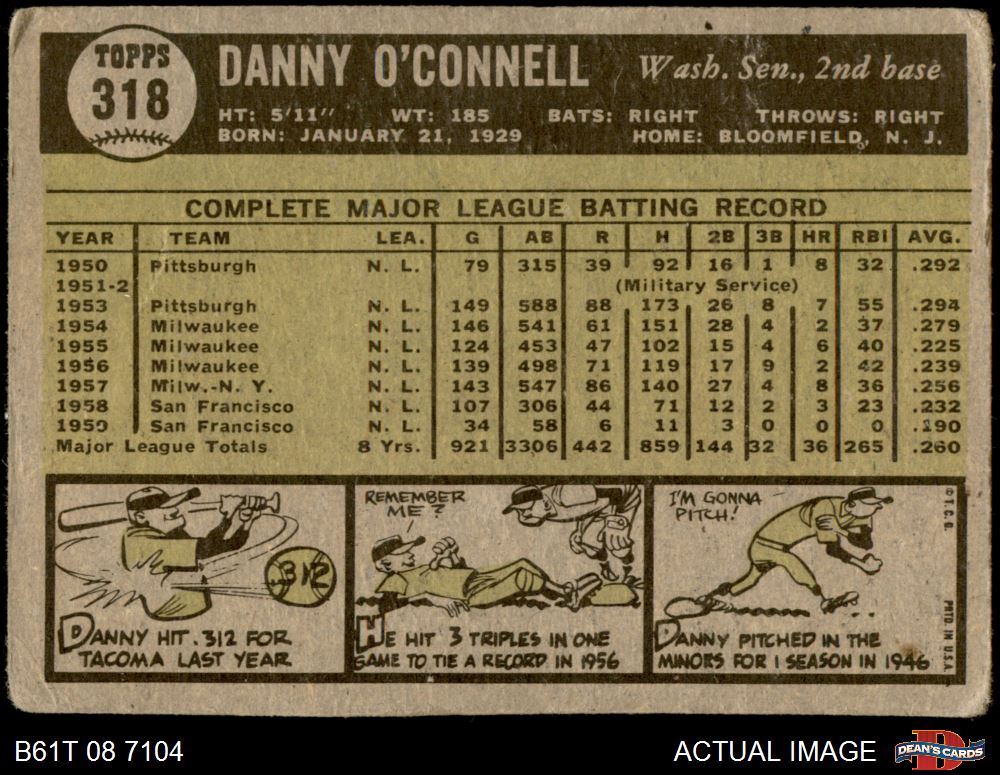 TOPPS
318
DANNY O'CONNELL Wash. Sen., 2nd base
HT: 5'11" WT: 185 BATS: RIGHT THROWS: RIGHT
BORN: JANUARY 21, 1929 HOME: BLOOMFIELD, N. J.
COMPLETE MAJOR LEAGUE BATTING RECORD
YEAR TEAM LEA. G AB R H 2B 3B HR RBI AVG.
1950 Pittsburgh N. L. 79 315 39 92 16 1 8 32 .292
1951-2 (Military Service)
1953 Pittsburgh N. L. 149 588 88 173 26 8 7 55 .294
1954 Milwaukee N. L. 146 541 61 151 28 4 2 37 .279
1955 Milwaukee N. L. 124 453 47 102 15 4 6 40 .225
1956 Milwaukee N. L. 139 498 71 119 17 9 2 42 .239
1957 Milw.-N. Y. N. L. 143 547 86 140 27 4 8 36 .256
1958 San Francisco N. L. 107 306 44 71 12 2 3 23 .232
1959 San Francisco N. L. 34 58 6 11 3 0 0 0 .190
Major League Totals 8 Yrs. 921 3306 442 859 144 32 36 265 .260
312
DANNY HIT .312 FOR
TACOMA LAST YEAR
REMEMBER
ME?
HE HIT 3 TRIPLES IN ONE
GAME TO TIE A RECORD IN 1956
I'M GONNA
PITCH!
DANNY PITCHED IN THE
MINORS FOR 1 SEASON IN 1946
© T. C. G.
PRTD. IN U.S.A.
B61T 08 7104 ACTUAL IMAGE
D
DEAN'S CARDS